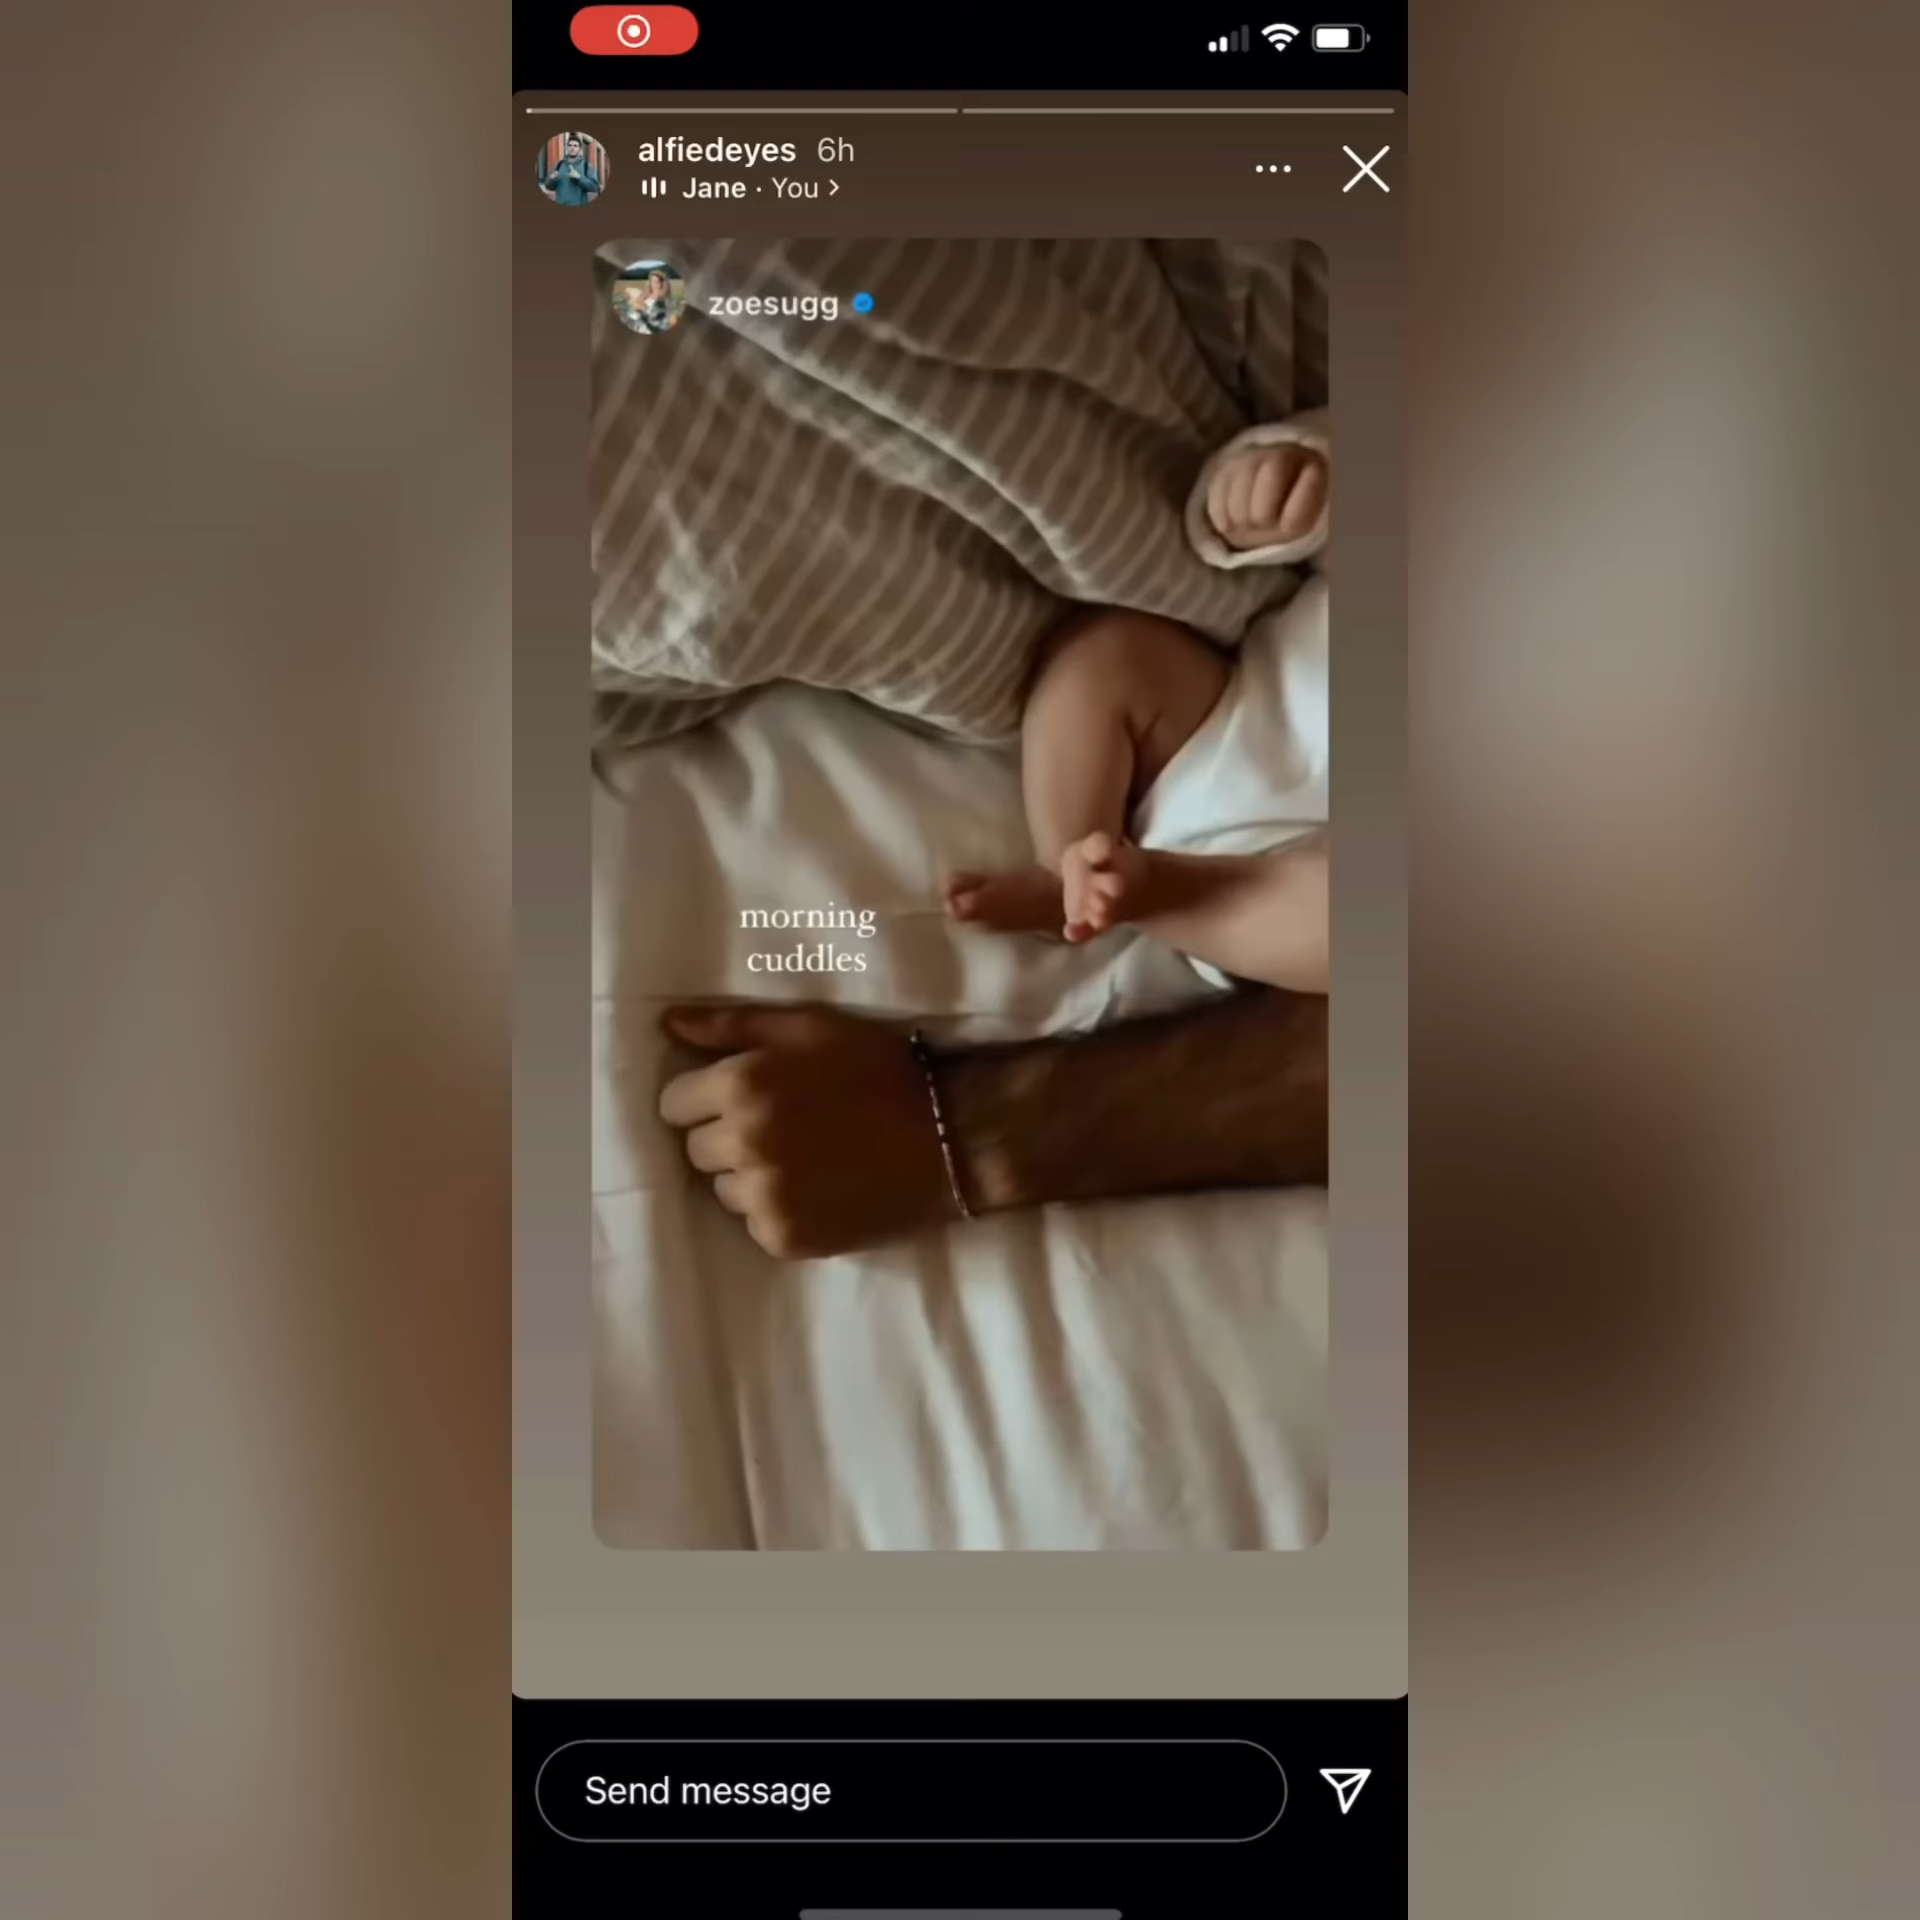 alfiedeyes 6h
Jane · You >
zoesugg
morning
cuddles
Send message